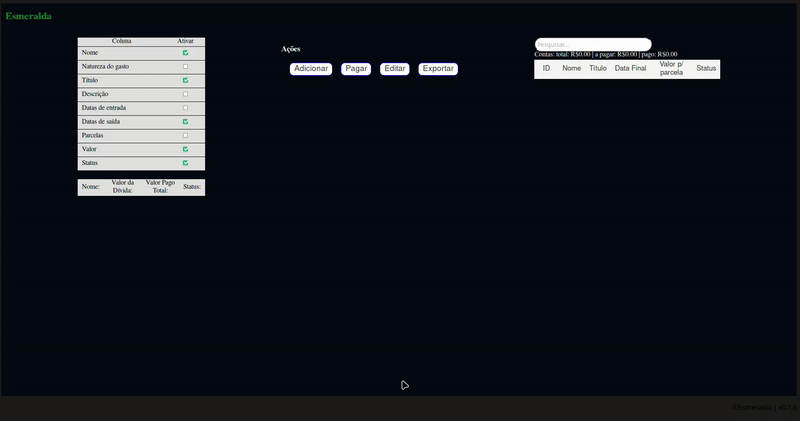 Esmeralda
Coluna Ativar
Nome
Natureza do gasto
Título
Descrição
Datas de entrada
Datas de saída
Parcelas
Valor
Status
Nome: Valor da Dívida: Valor Pago Total: Status:
Ações
Adicionar Pagar Editar Exportar
Pesquisar...
Contas: total: R$0.00 | a pagar: R$0.00 | pago: R$0.00
ID Nome Título Data Final Valor p/ parcela Status
©Esmeralda | v0.1.6